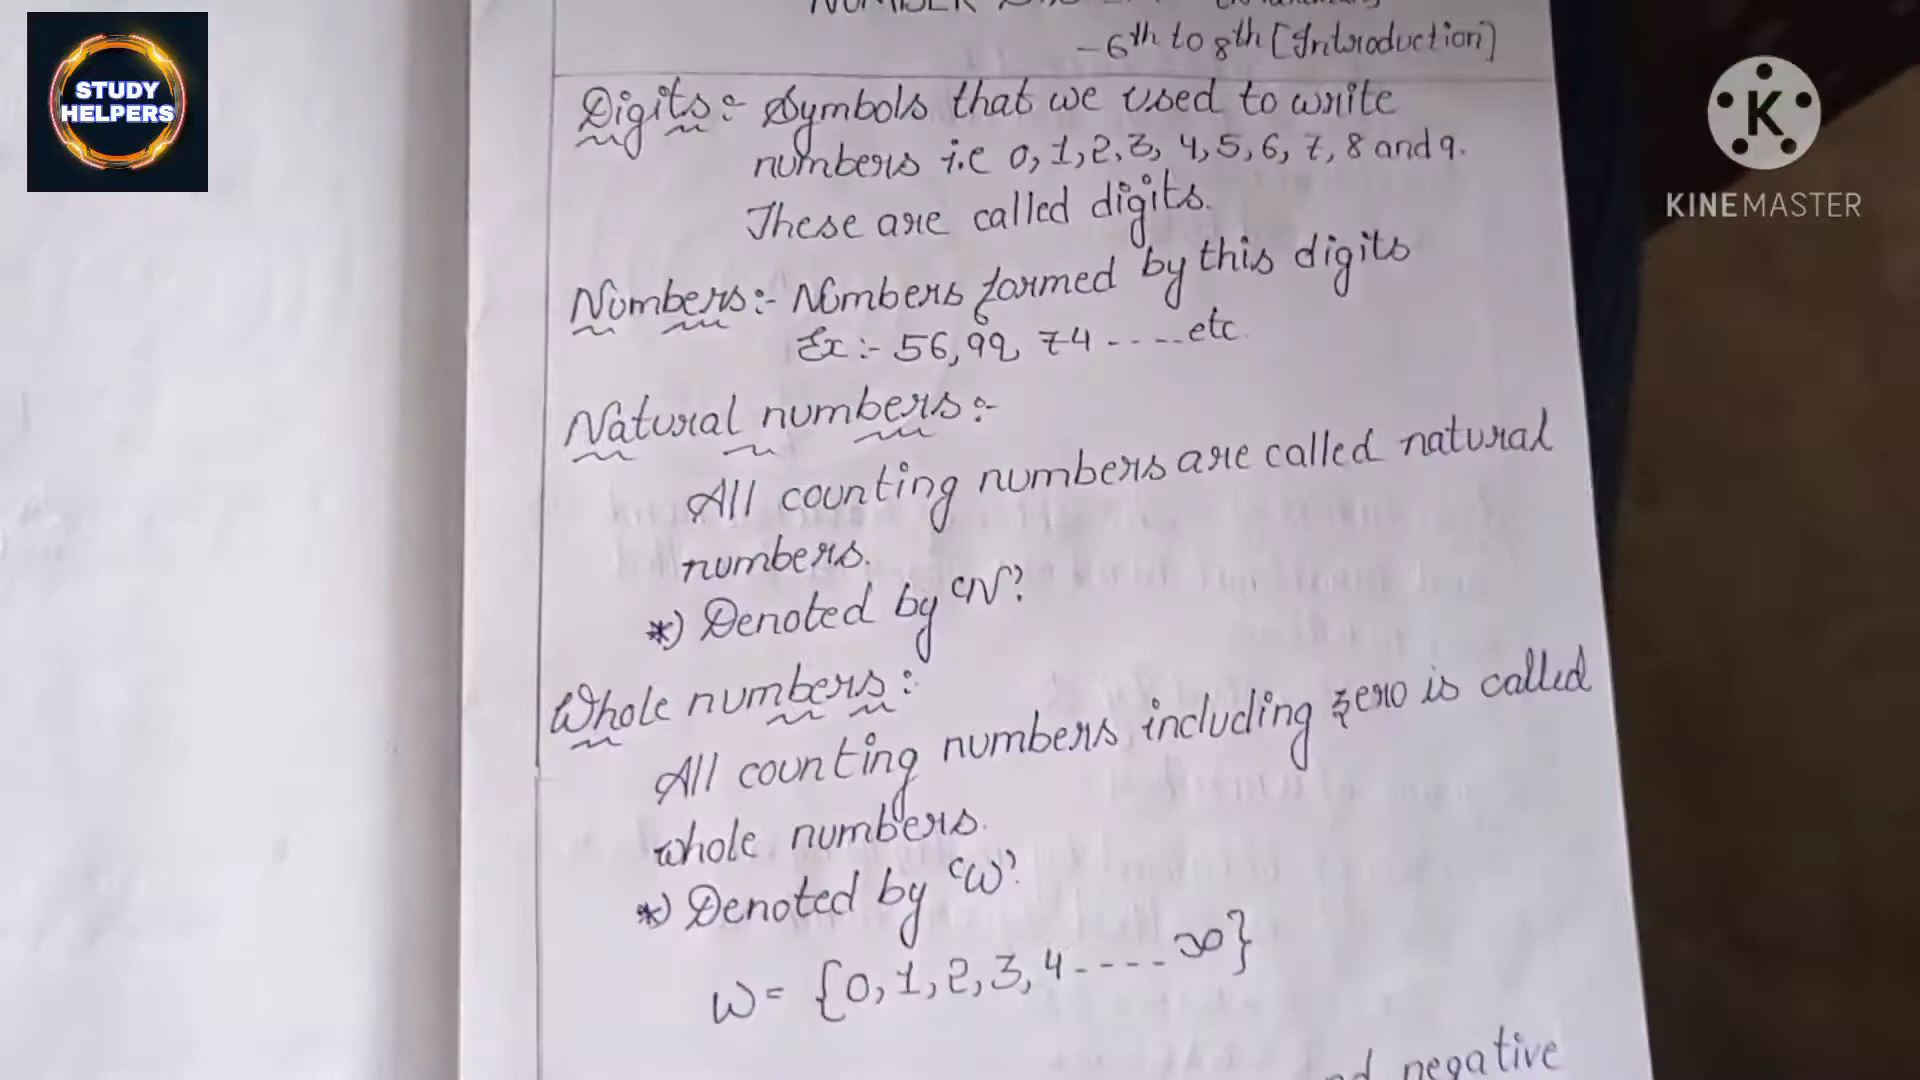 STUDY
HELPERS
K
KINEMASTER
NUMBER
-6th to 8th [Introduction]
Digits:- Symbols that we used to write
numbers i.e 0,1,2,3, 4,5,6, 7, 8 and 9.
These are called digits.
Numbers:- Numbers formed by this digits
Ex:- 56,99, 74 ----etc.
Natural numbers:-
All counting numbers are called natural
numbers.
*) Denoted by 'N'.
Whole numbers:
All counting numbers including zero is called
whole numbers.
*) Denoted by 'W'.
W= {0,1,2,3,4---- ∞}
negative